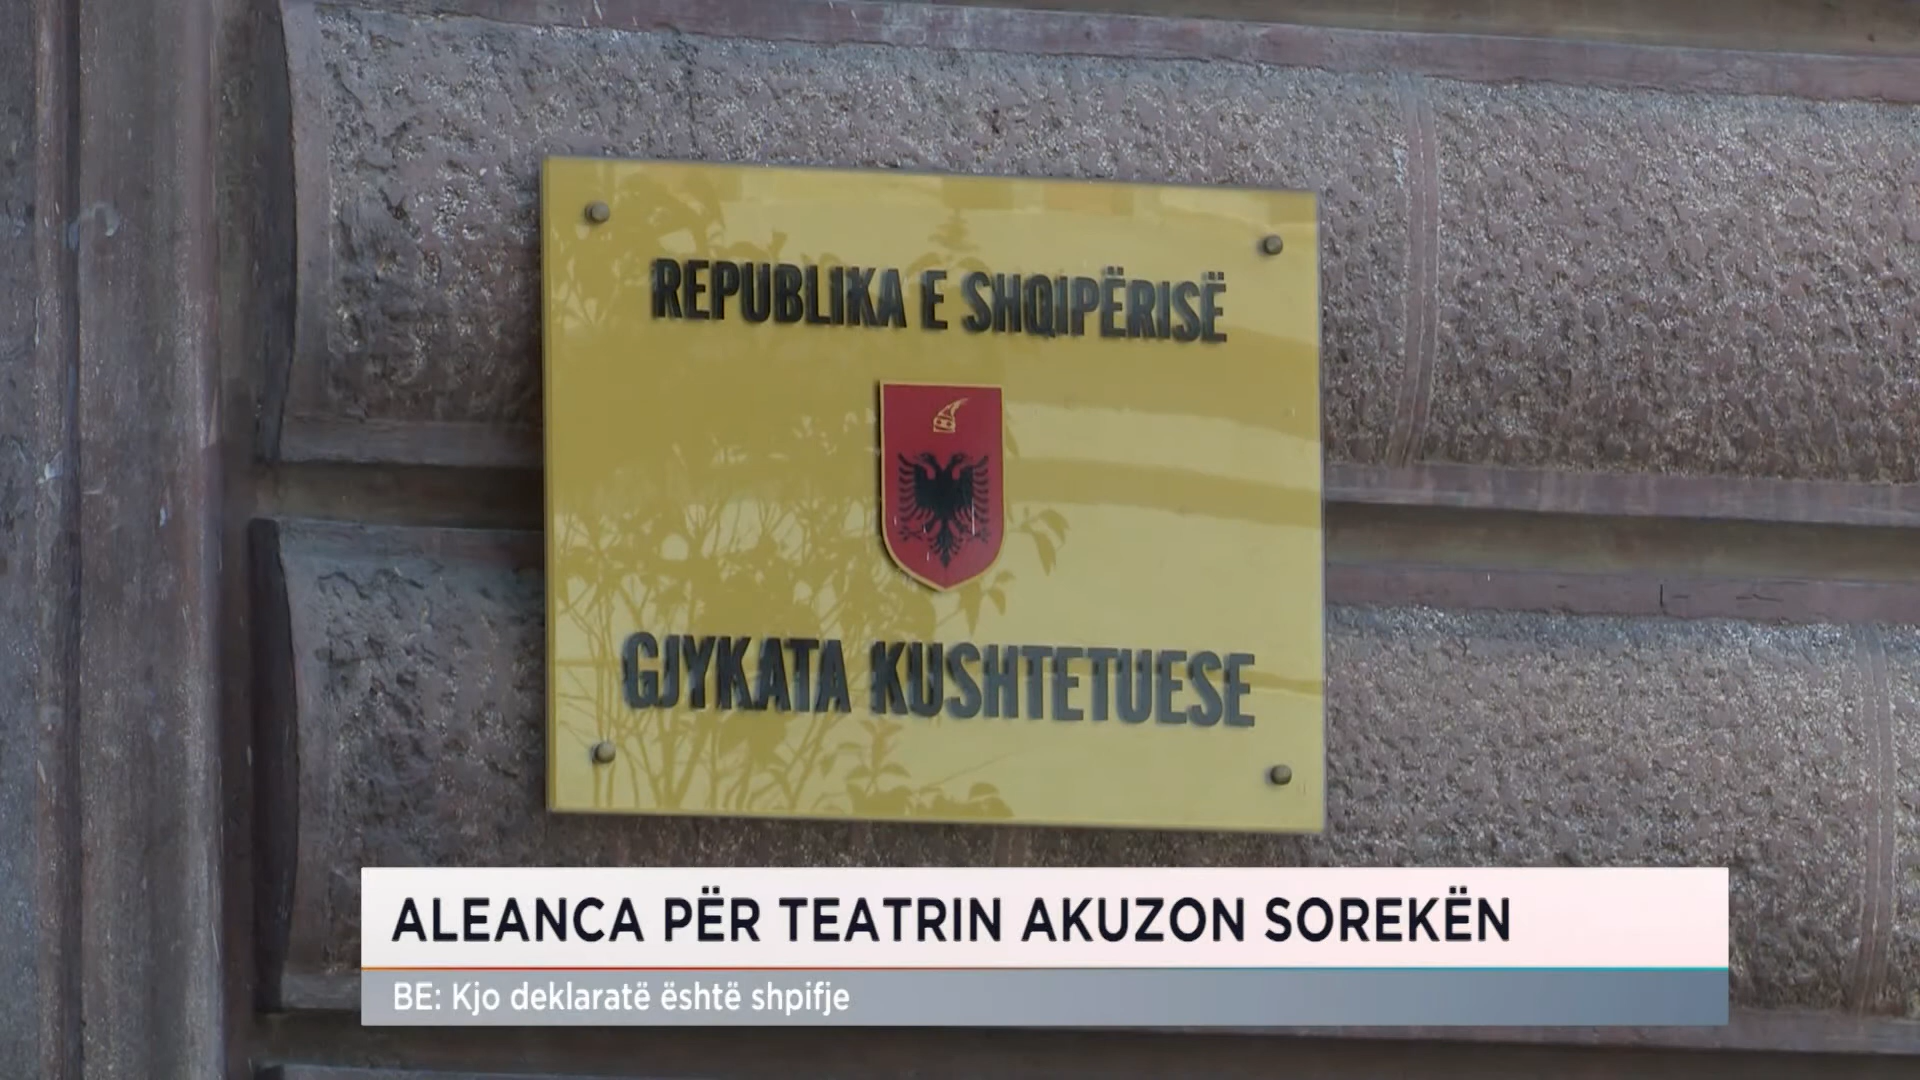 REPUBLIKA E SHQIPËRISË
GJYKATA KUSHTETUESE
ALEANCA PËR TEATRIN AKUZON SOREKËN
BE: Kjo deklaratë është shpifje